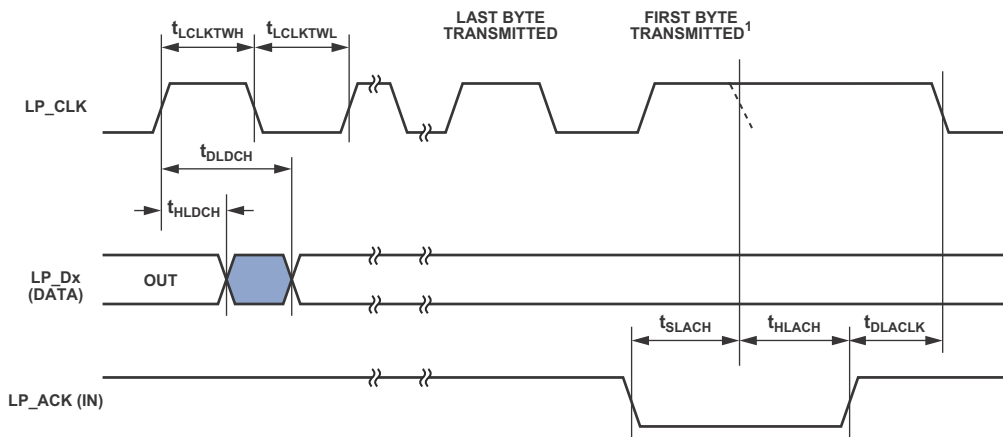 LAST BYTE
TRANSMITTED
FIRST BYTE
TRANSMITTED1
tLCLKTWH
tLCLKTWL
LP_CLK
tDLDCH
tHLDCH
LP_Dx
(DATA)
OUT
tSLACH
tHLACH
tDLACLK
LP_ACK (IN)